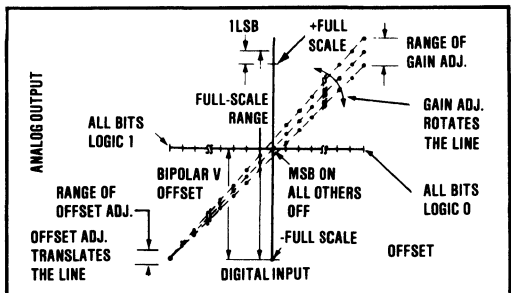 1LSB
+FULL
SCALE
RANGE OF
GAIN ADJ.
FULL-SCALE
RANGE
GAIN ADJ.
ROTATES
THE LINE
ANALOG OUTPUT
ALL BITS
LOGIC 1
BIPOLAR V
OFFSET
MSB ON
ALL OTHERS
OFF
ALL BITS
LOGIC 0
RANGE OF
OFFSET ADJ.
OFFSET ADJ.
TRANSLATES
THE LINE
-FULL SCALE
OFFSET
DIGITAL INPUT